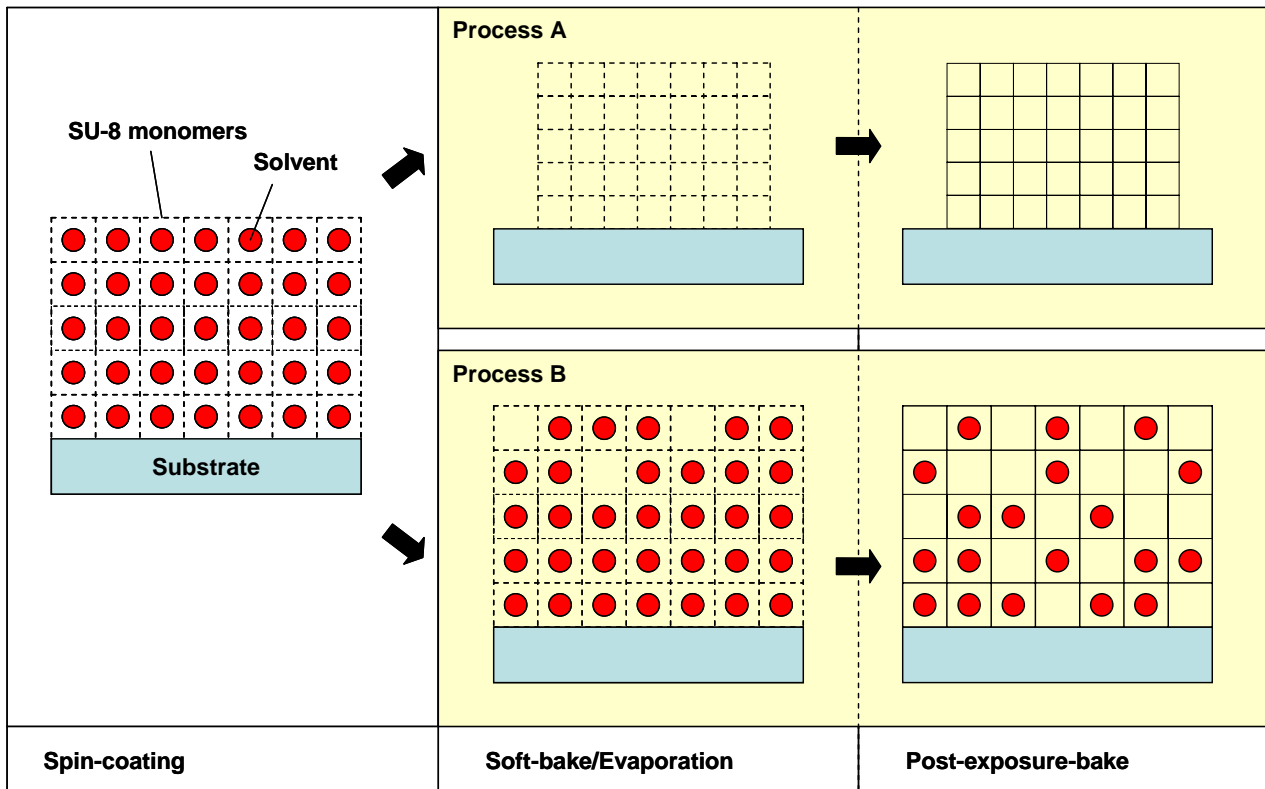 Process A
SU-8 monomers
Solvent
Substrate
Process B
Spin-coating
Soft-bake/Evaporation
Post-exposure-bake